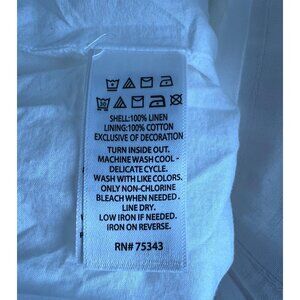 30
SHELL:100% LINEN
LINING:100% COTTON
EXCLUSIVE OF DECORATION
TURN INSIDE OUT.
MACHINE WASH COOL -
DELICATE CYCLE.
WASH WITH LIKE COLORS.
ONLY NON-CHLORINE
BLEACH WHEN NEEDED.
LINE DRY.
LOW IRON IF NEEDED.
IRON ON REVERSE.
RN# 75343